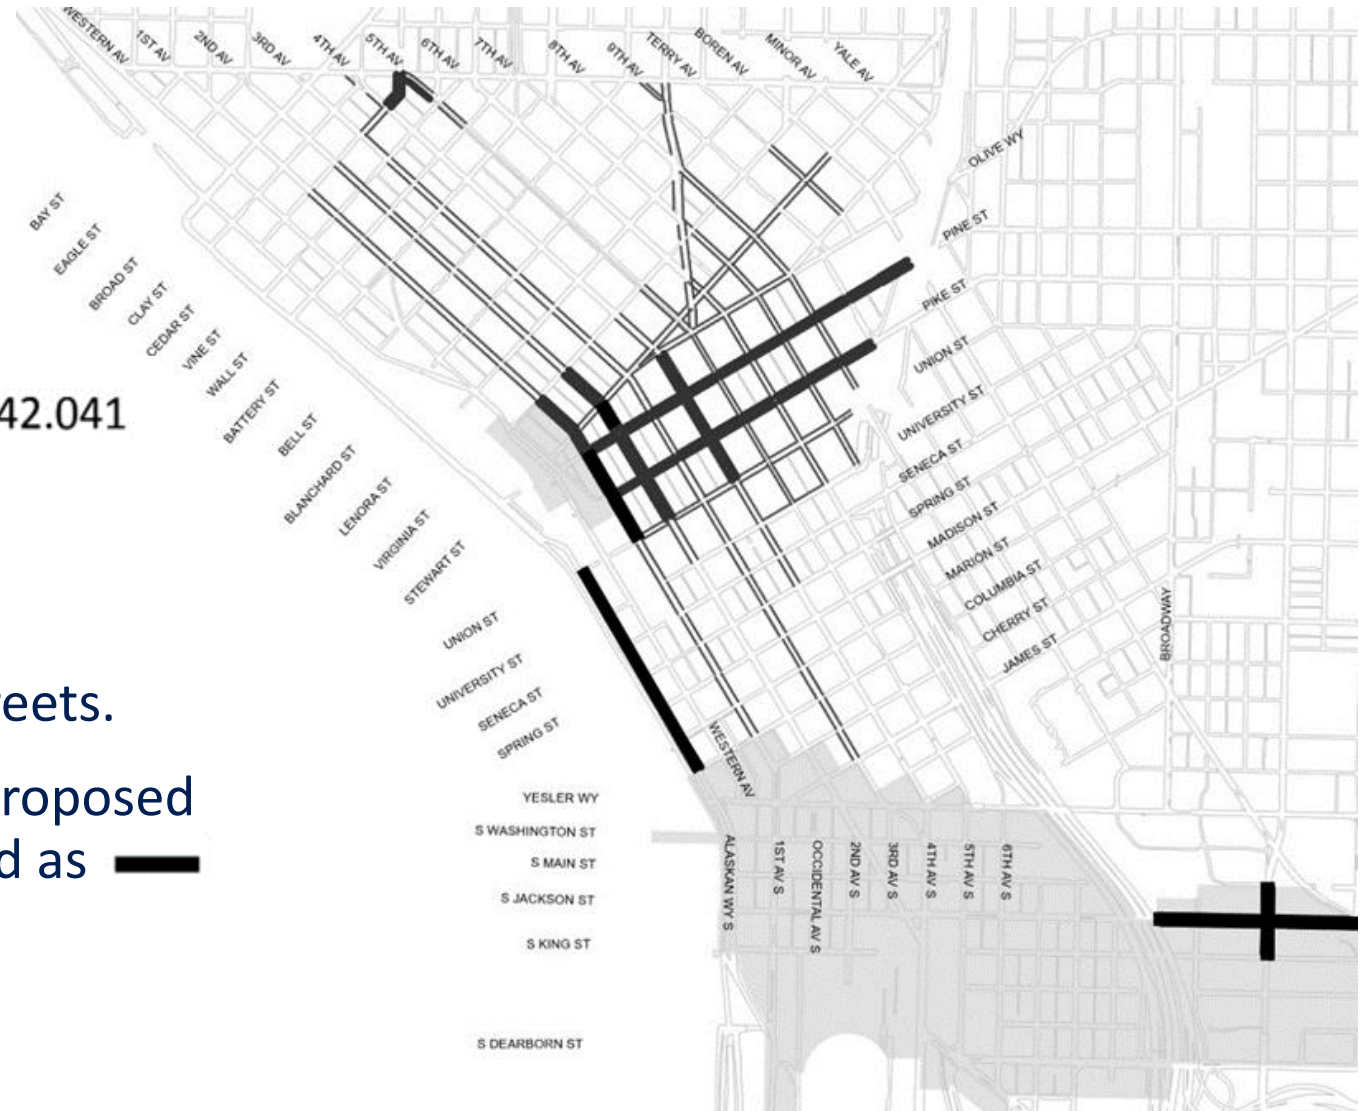 WESTERN AV
1ST AV
2ND AV
3RD AV
4TH AV
5TH AV
6TH AV
7TH AV
8TH AV
9TH AV
TERRY AV
BOREN AV
MINOR AV
YALE AV
OLIVE WY
PINE ST
PIKE ST
UNION ST
UNIVERSITY ST
SENECA ST
SPRING ST
MADISON ST
MARION ST
COLUMBIA ST
CHERRY ST
JAMES ST
BROADWAY
BAY ST
EAGLE ST
BROAD ST
CLAY ST
CEDAR ST
VINE ST
WALL ST
BATTERY ST
BELL ST
BLANCHARD ST
LENORA ST
VIRGINIA ST
STEWART ST
UNION ST
UNIVERSITY ST
SENECA ST
SPRING ST
42.041
reets.
roposed
d as
WESTERN AV
YESLER WY
S WASHINGTON ST
S MAIN ST
S JACKSON ST
S KING ST
S DEARBORN ST
ALASKAN WY S
1ST AV S
OCCIDENTAL AV S
2ND AV S
3RD AV S
4TH AV S
5TH AV S
6TH AV S